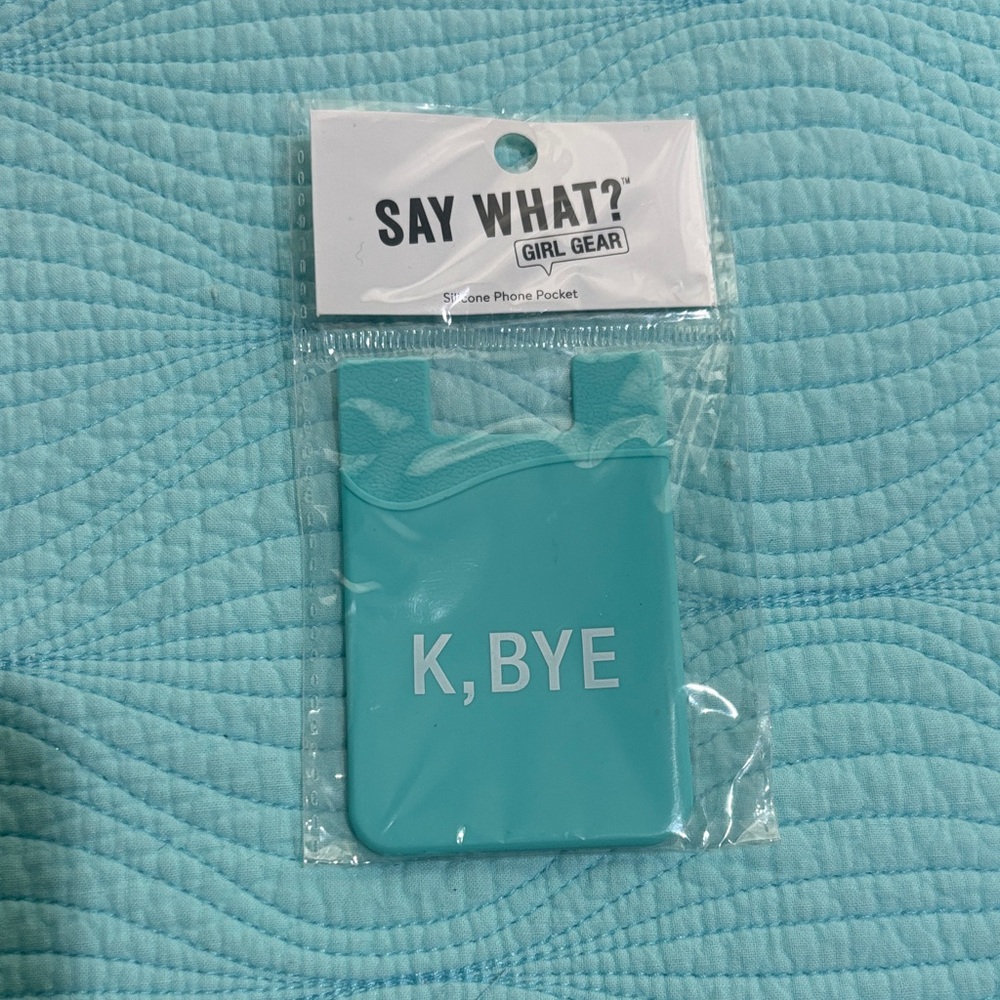 SAY WHAT?™
GIRL GEAR
Silicone Phone Pocket
K, BYE